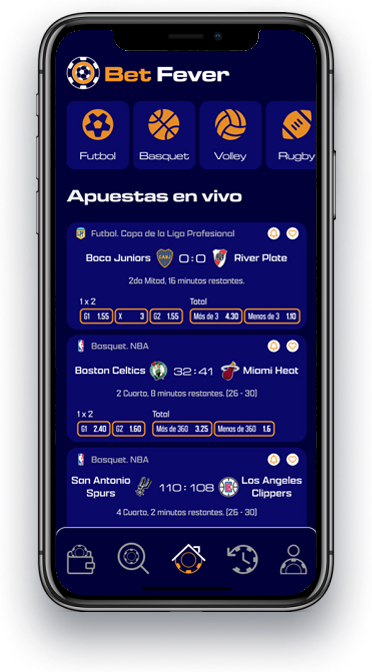 Bet Fever
Futbol Basquet Volley Rugby
Apuestas en vivo
Futbol. Copa de la Liga Profesional
Boca Juniors 0:0 River Plate
2da Mitad, 16 minutos restantes.
1 x 2 Total
G1 1.55 X 3 G2 1.55 Más de 3 4.30 Menos de 3 1.10
Basquet. NBA
Boston Celtics 32:41 Miami Heat
2 Cuarto, 8 minutos restantes. (26 - 30)
1 x 2 Total
G1 2.40 G2 1.60 Más de 360 3.25 Menos de 360 1.6
Basquet. NBA
San Antonio Spurs 110:108 Los Angeles Clippers
4 Cuarto, 2 minutos restantes. (26 - 30)